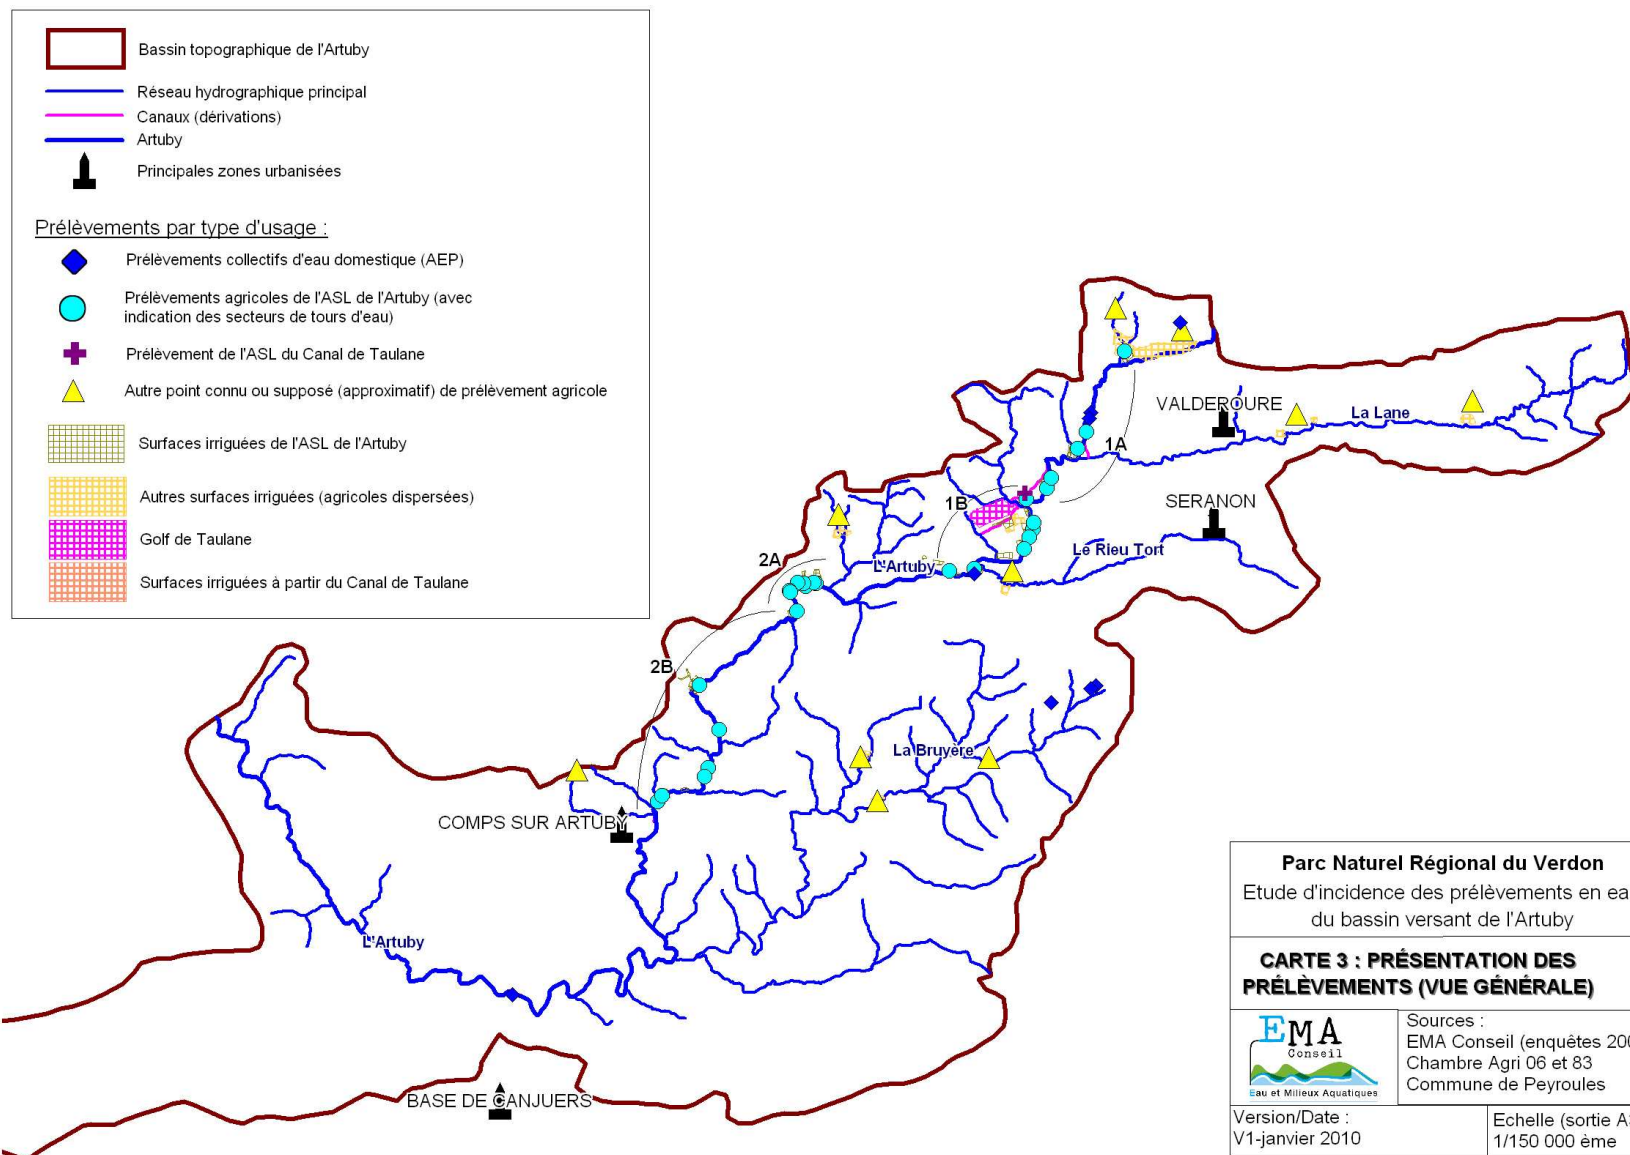 Bassin topographique de l'Artuby
Réseau hydrographique principal
Canaux (dérivations)
Artuby
Principales zones urbanisées
Prélèvements par type d'usage :
Prélèvements collectifs d'eau domestique (AEP)
Prélèvements agricoles de l'ASL de l'Artuby (avec
indication des secteurs de tours d'eau)
Prélèvement de l'ASL du Canal de Taulane
Autre point connu ou supposé (approximatif) de prélèvement agricole
Surfaces irriguées de l'ASL de l'Artuby
Autres surfaces irriguées (agricoles dispersées)
Golf de Taulane
Surfaces irriguées à partir du Canal de Taulane
VALDEROURE
La Lane
1A
SERANON
1B
Le Rieu Tort
2A
L'Artuby
2B
La Bruyère
COMPS SUR ARTUBY
L'Artuby
BASE DE CANJUERS
Parc Naturel Régional du Verdon
Etude d'incidence des prélèvements en ea
du bassin versant de l'Artuby
CARTE 3 : PRÉSENTATION DES
PRÉLÈVEMENTS (VUE GÉNÉRALE)
EMA
Conseil
Eau et Milieux Aquatiques
Sources :
EMA Conseil (enquêtes 200
Chambre Agri 06 et 83
Commune de Peyroules
Version/Date :
V1-janvier 2010
Echelle (sortie A
1/150 000 ème